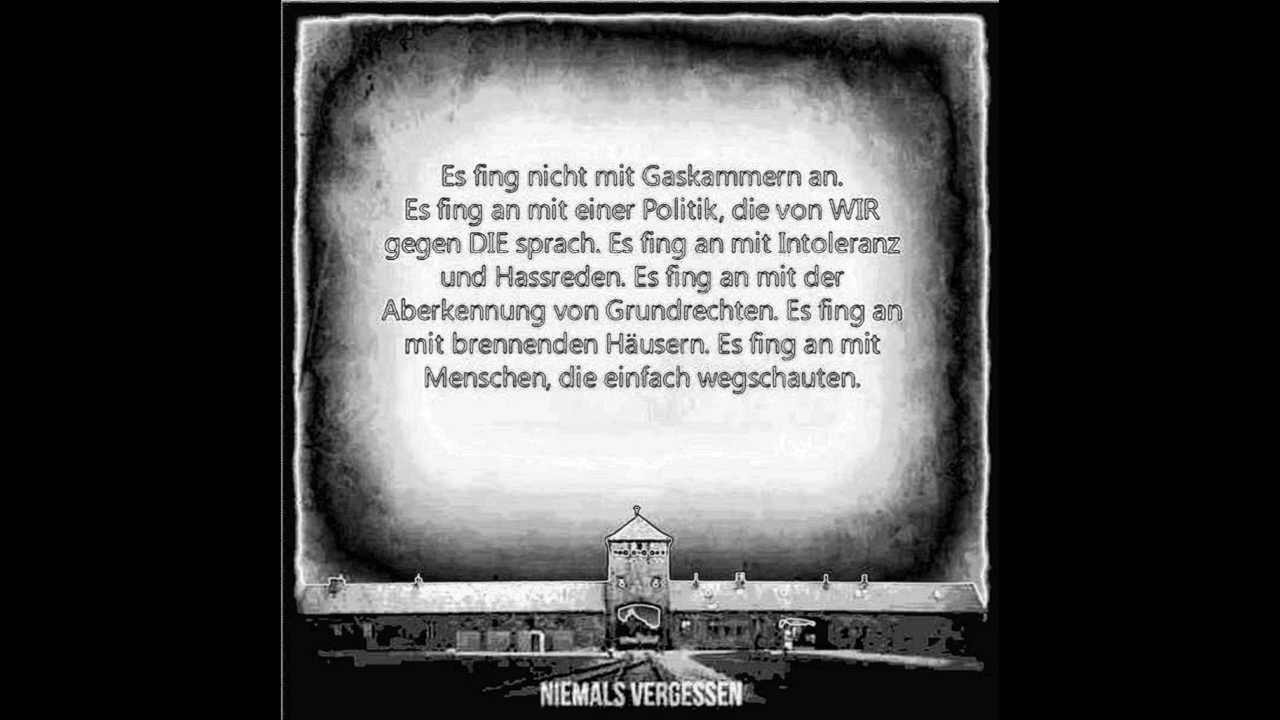 Es fing nicht mit Gaskammern an.
Es fing an mit einer Politik, die von WIR
gegen DIE sprach. Es fing an mit Intoleranz
und Hassreden. Es fing an mit der
Aberkennung von Grundrechten. Es fing an
mit brennenden Häusern. Es fing an mit
Menschen, die einfach wegschauten.
NIEMALS VERGESSEN